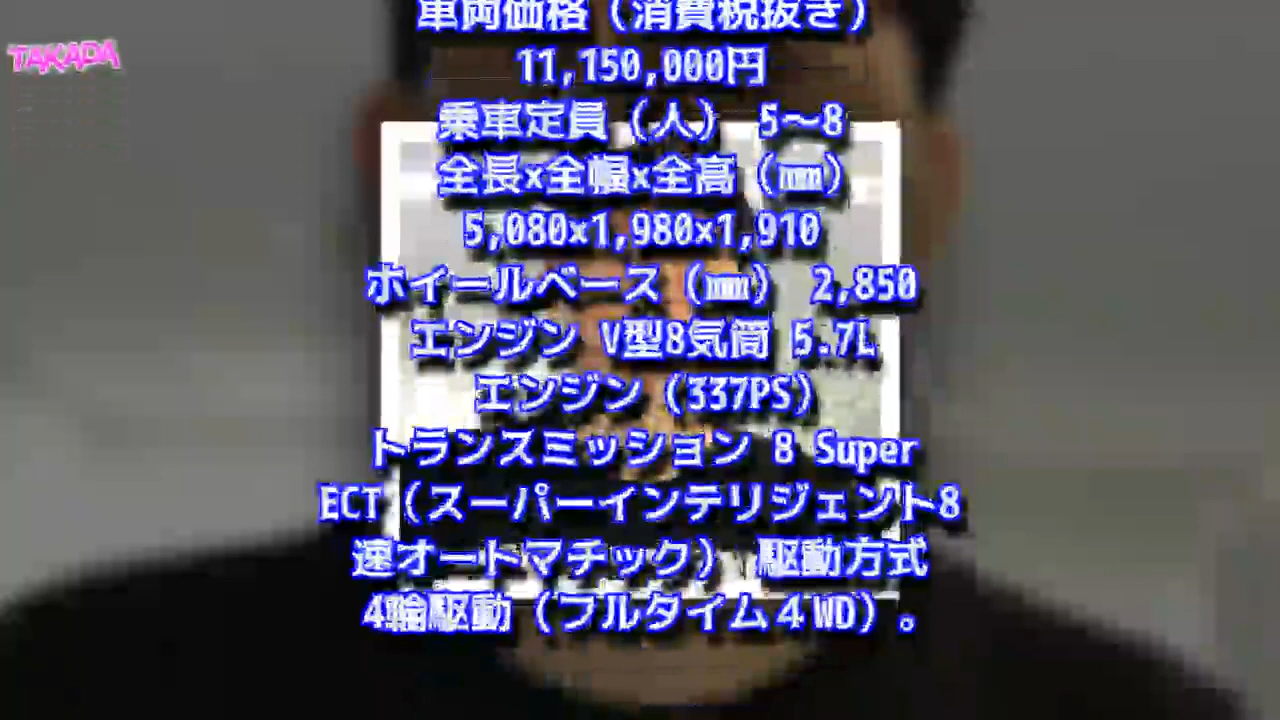 TAKADA
車両価格（消費税抜き）
11,150,000円
乗車定員（人） 5～8
全長x全幅x全高（㎜）
5,080×1,980×1,910
ホイールベース（㎜） 2,850
エンジン V型8気筒 5.7L
エンジン（337PS）
トランスミッション 8 Super
ECT（スーパーインテリジェント8
速オートマチック） 駆動方式
4輪駆動（フルタイム４WD）。